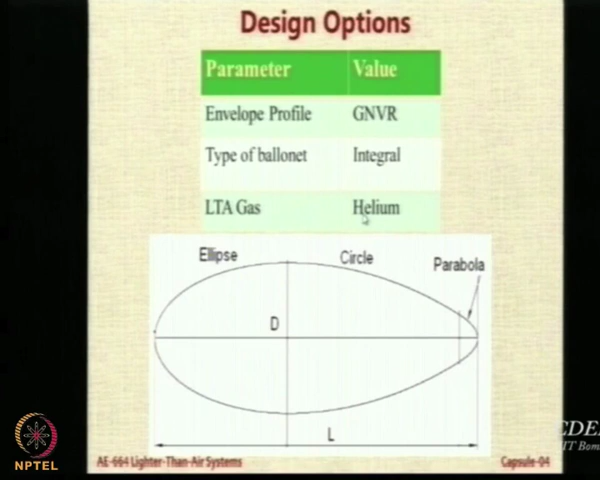 Design Options
Parameter Value
Envelope Profile GNVR
Type of ballonet Integral
LTA Gas Helium
Ellipse Circle Parabola
D
L
NPTEL
AE-664 Lighter-Than-Air Systems Capsule-04